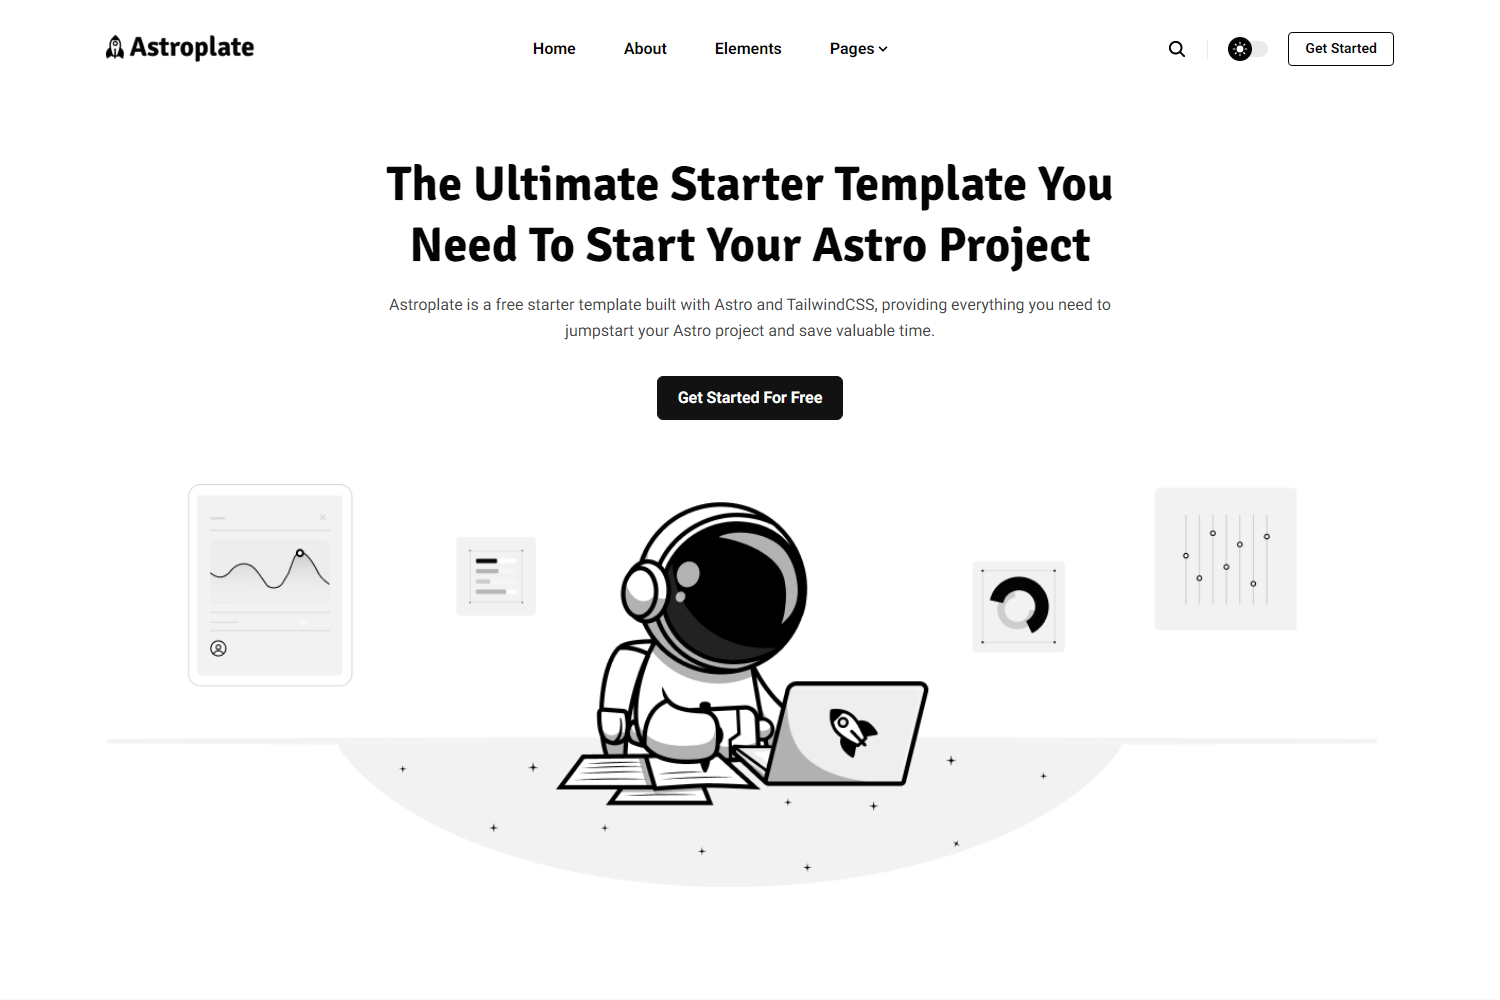 Astroplate
Home
About
Elements
Pages
Get Started
The Ultimate Starter Template You
Need To Start Your Astro Project
Astroplate is a free starter template built with Astro and TailwindCSS, providing everything you need to
jumpstart your Astro project and save valuable time.
Get Started For Free